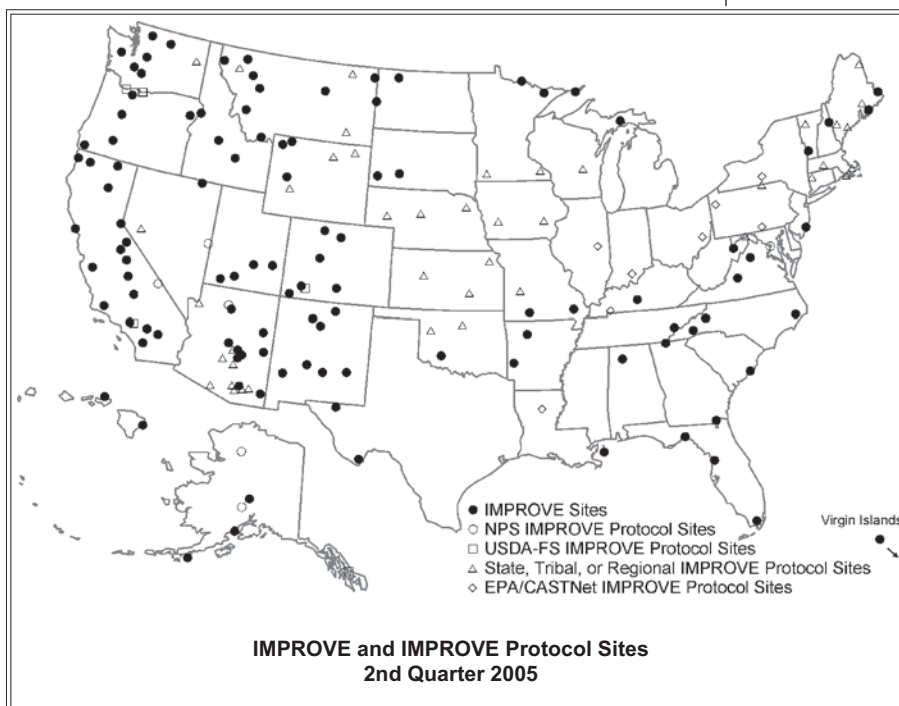 IMPROVE Sites
NPS IMPROVE Protocol Sites
USDA-FS IMPROVE Protocol Sites
State, Tribal, or Regional IMPROVE Protocol Sites
EPA/CASTNet IMPROVE Protocol Sites
Virgin Islands
IMPROVE and IMPROVE Protocol Sites
2nd Quarter 2005